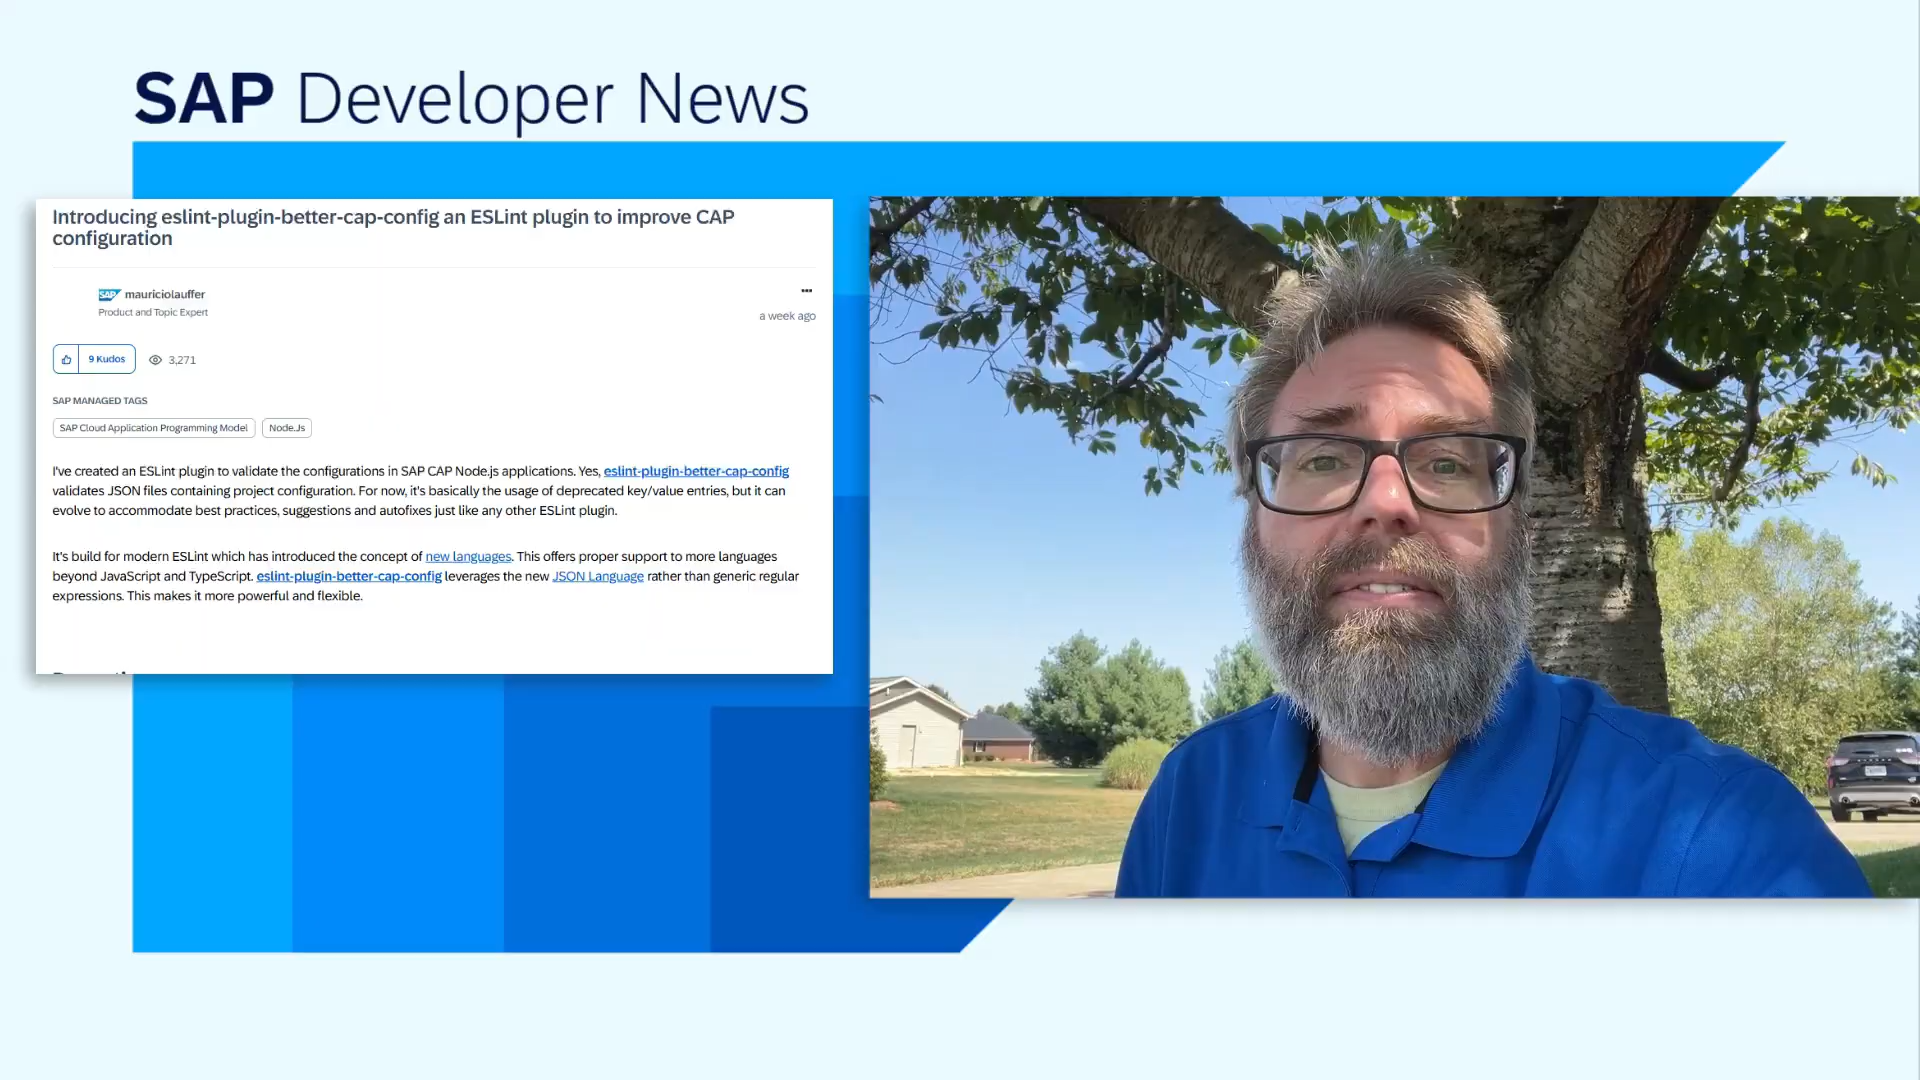 SAP Developer News
Introducing eslint-plugin-better-cap-config an ESLint plugin to improve CAP
configuration
SAP mauriciolauffer
Product and Topic Expert
a week ago
9 Kudos
3,271
SAP MANAGED TAGS
SAP Cloud Application Programming Model
Node.Js
I've created an ESLint plugin to validate the configurations in SAP CAP Node.js applications. Yes, eslint-plugin-better-cap-config
validates JSON files containing project configuration. For now, it's basically the usage of deprecated key/value entries, but it can
evolve to accommodate best practices, suggestions and autofixes just like any other ESLint plugin.
It's build for modern ESLint which has introduced the concept of new languages. This offers proper support to more languages
beyond JavaScript and TypeScript. eslint-plugin-better-cap-config leverages the new JSON Language rather than generic regular
expressions. This makes it more powerful and flexible.